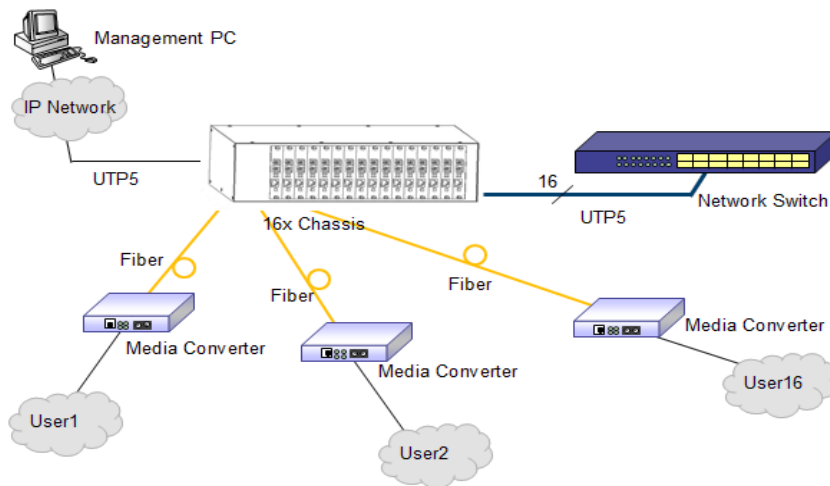 Management PC
IP Network
UTP5
16
UTP5
Network Switch
16x Chassis
Fiber
Fiber
Fiber
Media Converter
Media Converter
Media Converter
User1
User2
User16